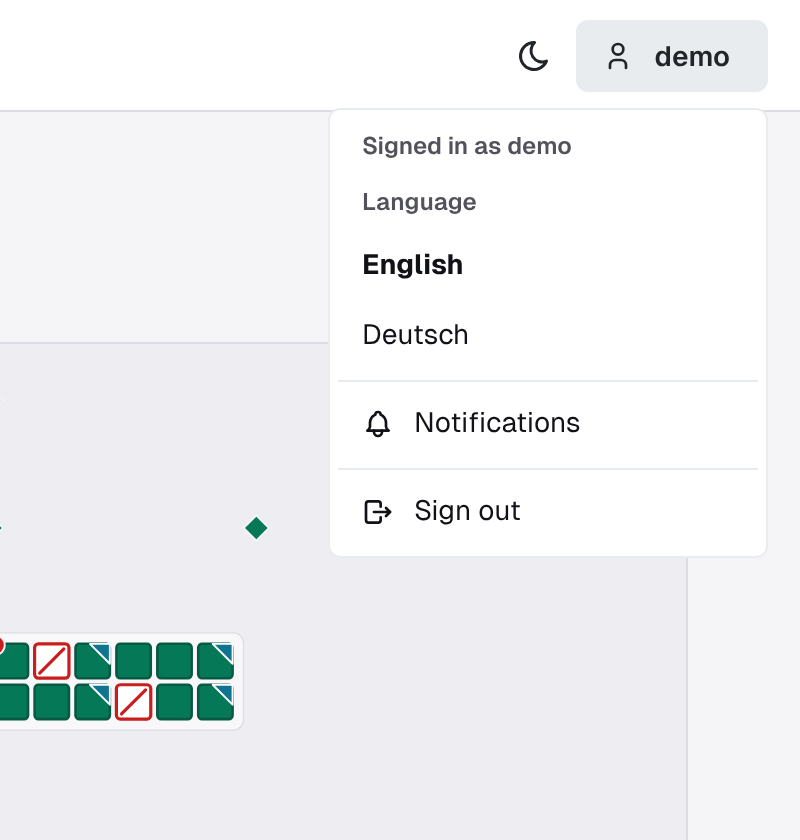 demo
Signed in as demo
Language
English
Deutsch
Notifications
Sign out